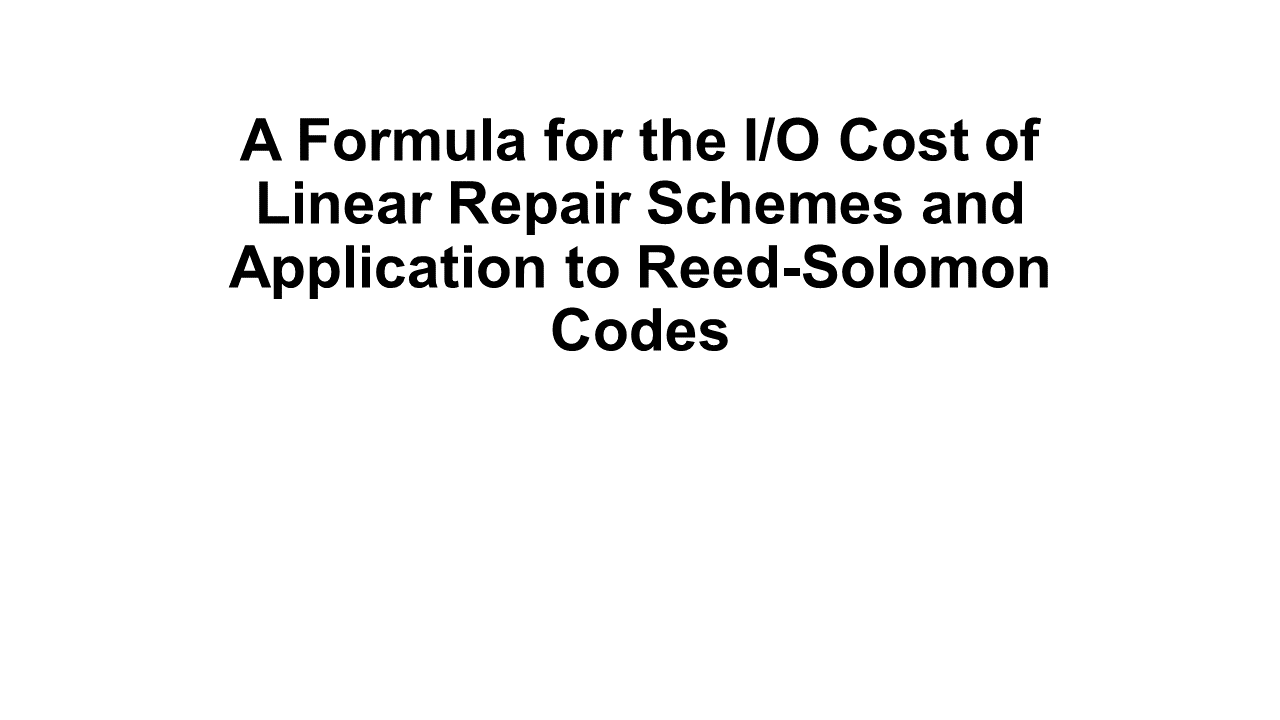 A Formula for the I/O Cost of
Linear Repair Schemes and
Application to Reed-Solomon
Codes